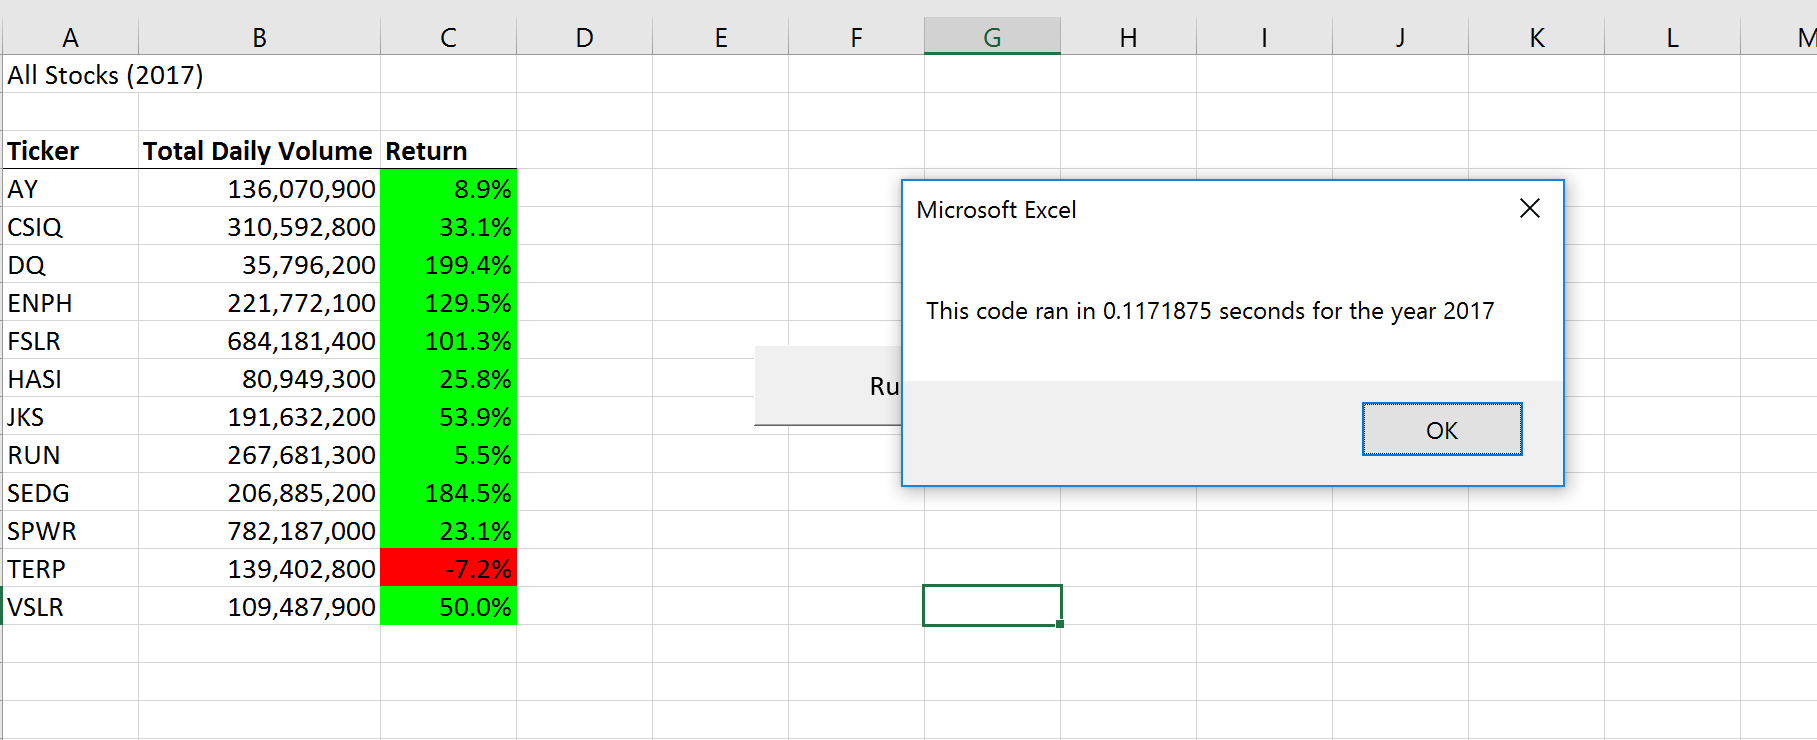 A B C D E F G H I J K L M
All Stocks (2017)
Ticker Total Daily Volume Return
AY 136,070,900 8.9%
CSIQ 310,592,800 33.1%
DQ 35,796,200 199.4%
ENPH 221,772,100 129.5%
FSLR 684,181,400 101.3%
HASI 80,949,300 25.8%
JKS 191,632,200 53.9%
RUN 267,681,300 5.5%
SEDG 206,885,200 184.5%
SPWR 782,187,000 23.1%
TERP 139,402,800 -7.2%
VSLR 109,487,900 50.0%
Ru
Microsoft Excel
This code ran in 0.1171875 seconds for the year 2017
OK